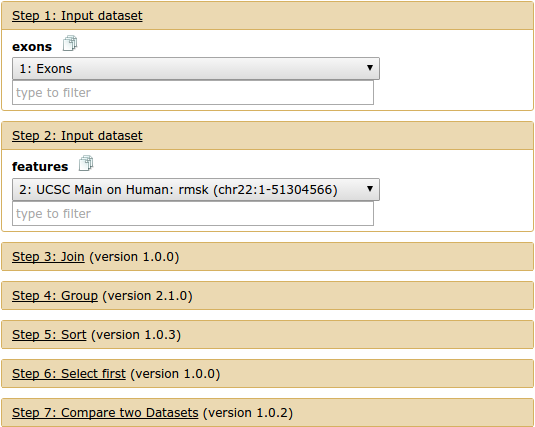 Step 1: Input dataset
exons
1: Exons
type to filter
Step 2: Input dataset
features
2: UCSC Main on Human: rmsk (chr22:1-51304566)
type to filter
Step 3: Join (version 1.0.0)
Step 4: Group (version 2.1.0)
Step 5: Sort (version 1.0.3)
Step 6: Select first (version 1.0.0)
Step 7: Compare two Datasets (version 1.0.2)